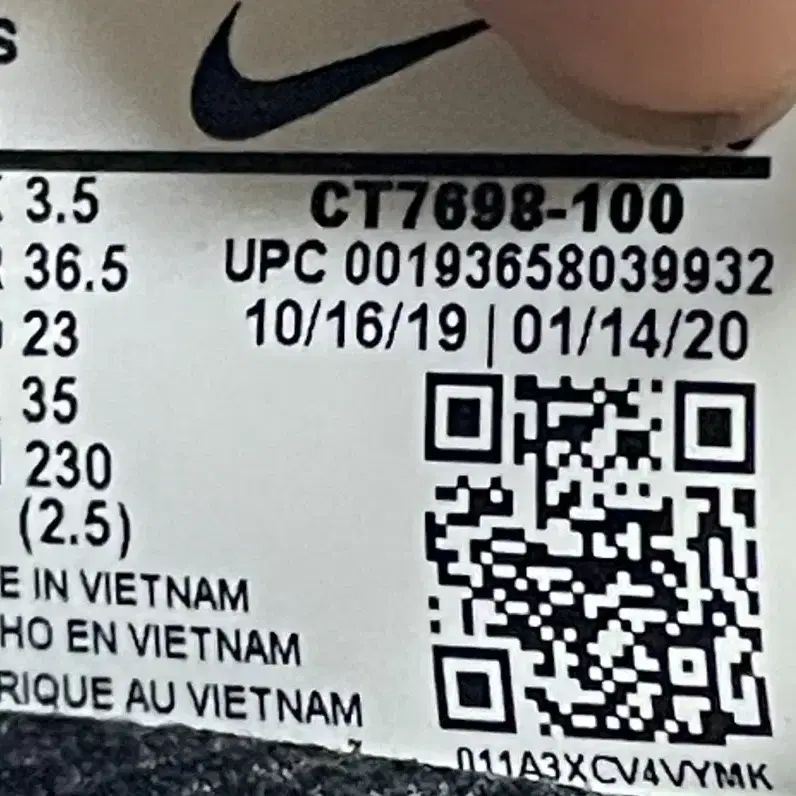 S
3.5
CT7698-100
36.5
UPC 00193658039932
23
10/16/19 | 01/14/20
35
230
(2.5)
E IN VIETNAM
HO EN VIETNAM
RIQUE AU VIETNAM
011A3XCV4VYMK